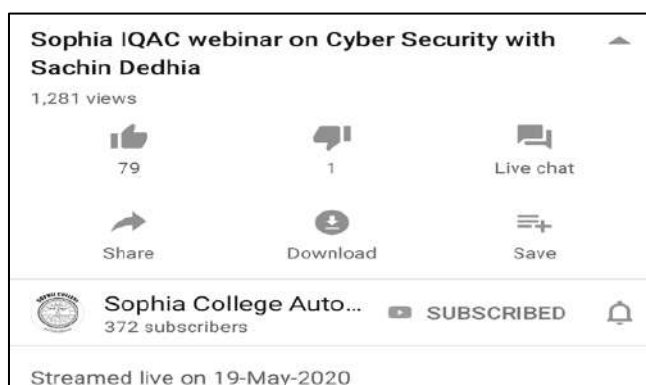 Sophia IQAC webinar on Cyber Security with
Sachin Dedhia
1,281 views
79 1 Live chat
Share Download Save
Sophia College Auto... SUBSCRIBED
372 subscribers
Streamed live on 19-May-2020